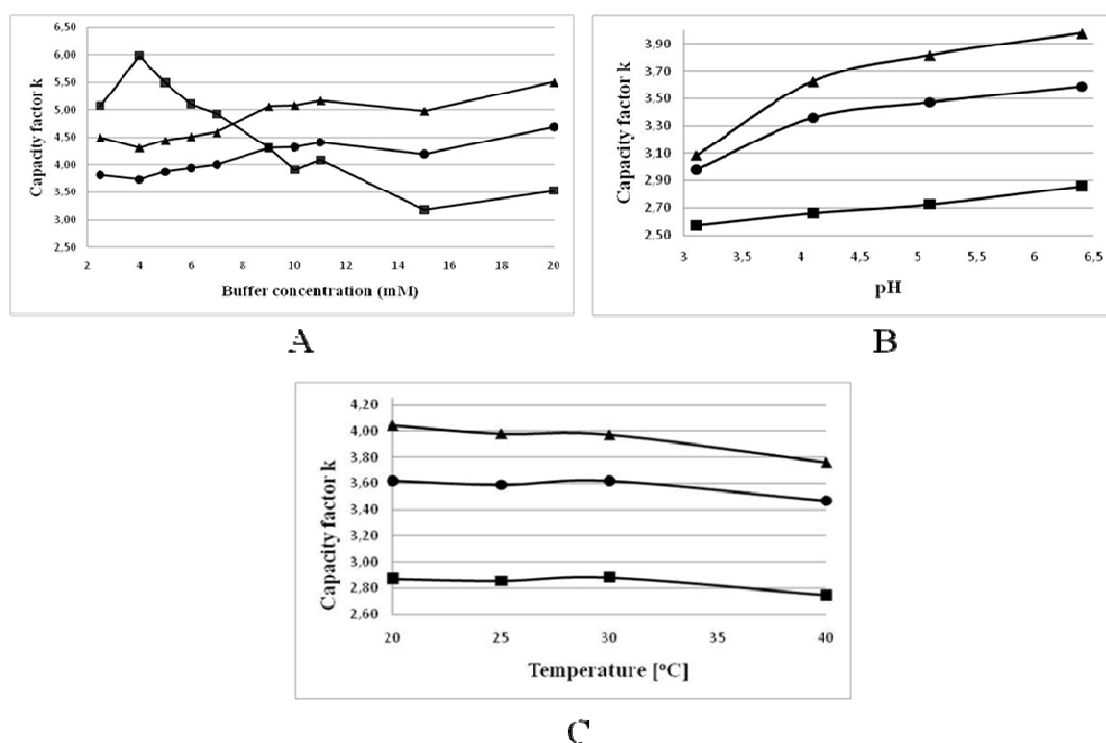 6,50
6,00
5,50
5,00
4,50
4,00
3,50
3,00
2,50
Capacity factor k
2 4 6 8 10 12 14 16 18 20
Buffer concentration (mM)
A
3,90
3,70
3,50
3,30
3,10
2,90
2,70
2,50
Capacity factor k
3 3,5 4 4,5 5 5,5 6 6,5
pH
B
4,20
4,00
3,80
3,60
3,40
3,20
3,00
2,80
2,60
Capacity factor k
20 25 30 35 40
Temperature [°C]
C